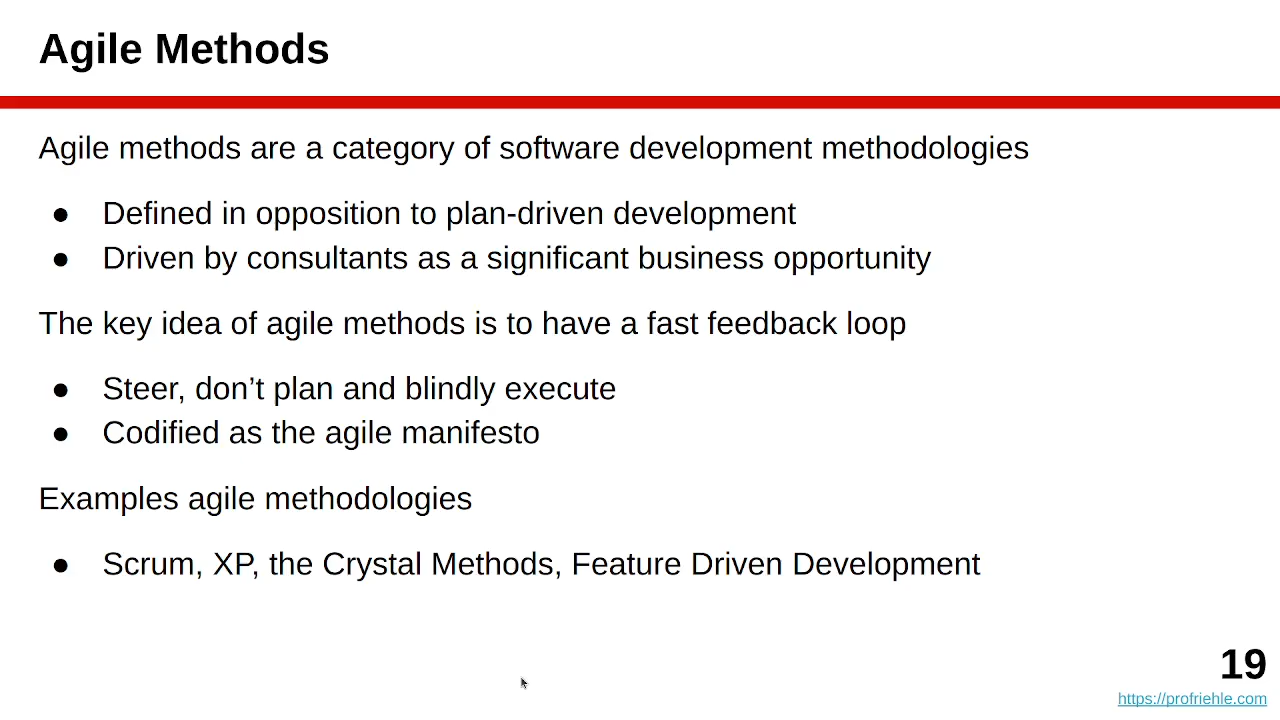 Agile Methods
Agile methods are a category of software development methodologies
● Defined in opposition to plan-driven development
● Driven by consultants as a significant business opportunity
The key idea of agile methods is to have a fast feedback loop
● Steer, don’t plan and blindly execute
● Codified as the agile manifesto
Examples agile methodologies
● Scrum, XP, the Crystal Methods, Feature Driven Development
19
https://profriehle.com